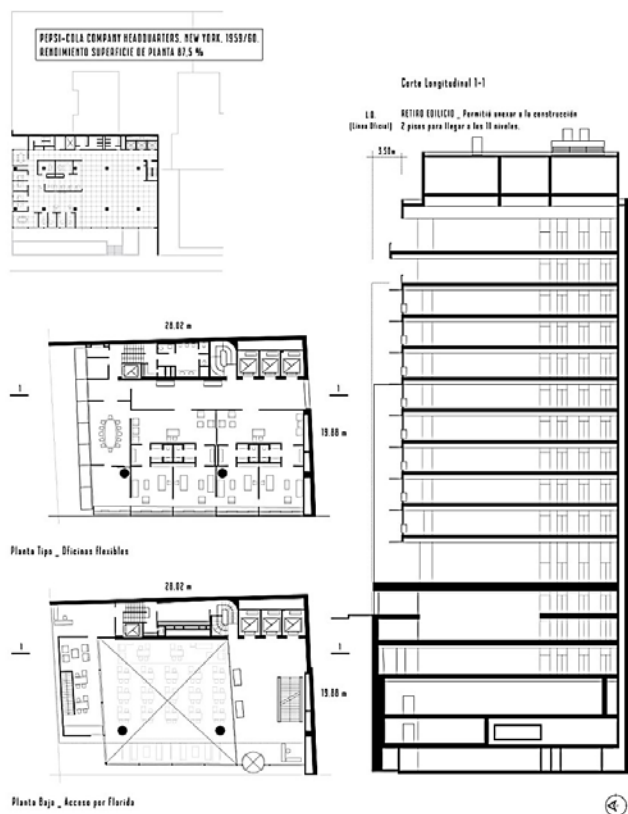 PEPSI-COLA COMPANY HEADQUARTERS, NEW YORK, 1959/60.
RENDIMIENTO SUPERFICIE DE PLANTA 87,5 %
Corte Longitudinal 1-1
L.O.
(Línea Oficial)
RETIRO EDILICIO _ Permitió anexar a la construcción
2 pisos para llegar a los 11 niveles.
3.50m
28.02 m
1
1
19.88 m
Planta Tipo _ Oficinas flexibles
28.02 m
1
1
19.88 m
Planta Baja _ Acceso por Florida
A